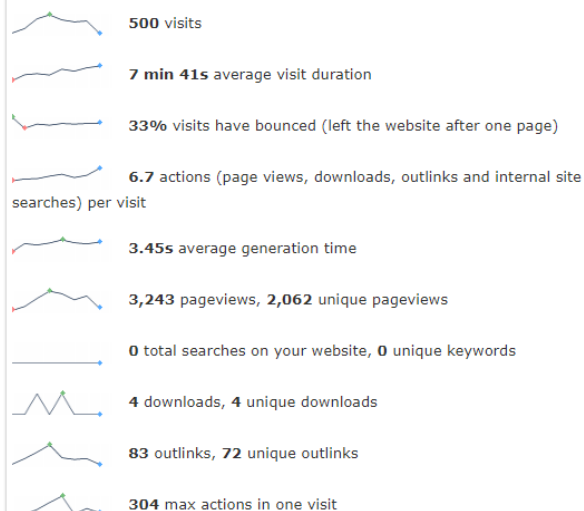 500 visits
7 min 41s average visit duration
33% visits have bounced (left the website after one page)
6.7 actions (page views, downloads, outlinks and internal site
searches) per visit
3.45s average generation time
3,243 pageviews, 2,062 unique pageviews
0 total searches on your website, 0 unique keywords
4 downloads, 4 unique downloads
83 outlinks, 72 unique outlinks
304 max actions in one visit